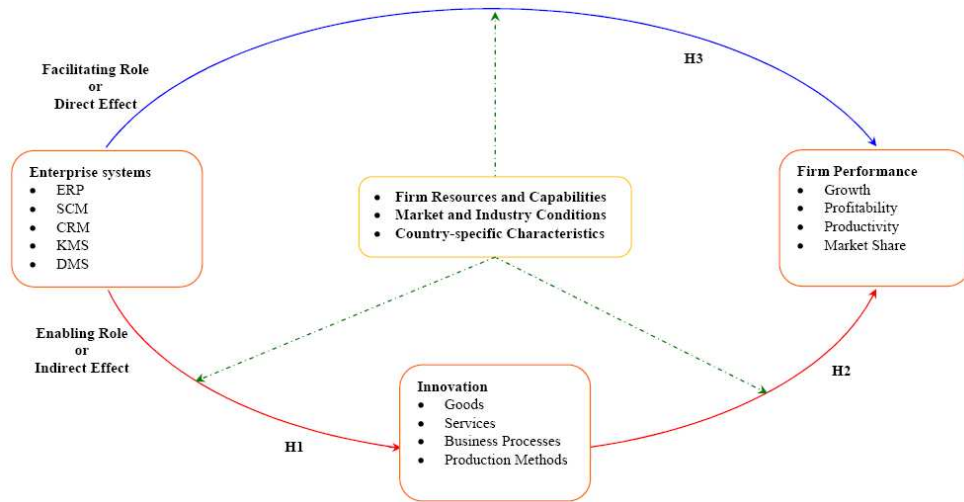 Facilitating Role
or
Direct Effect
H3
Enterprise systems
• ERP
• SCM
• CRM
• KMS
• DMS
• Firm Resources and Capabilities
• Market and Industry Conditions
• Country-specific Characteristics
Firm Performance
• Growth
• Profitability
• Productivity
• Market Share
Enabling Role
or
Indirect Effect
H1
Innovation
• Goods
• Services
• Business Processes
• Production Methods
H2